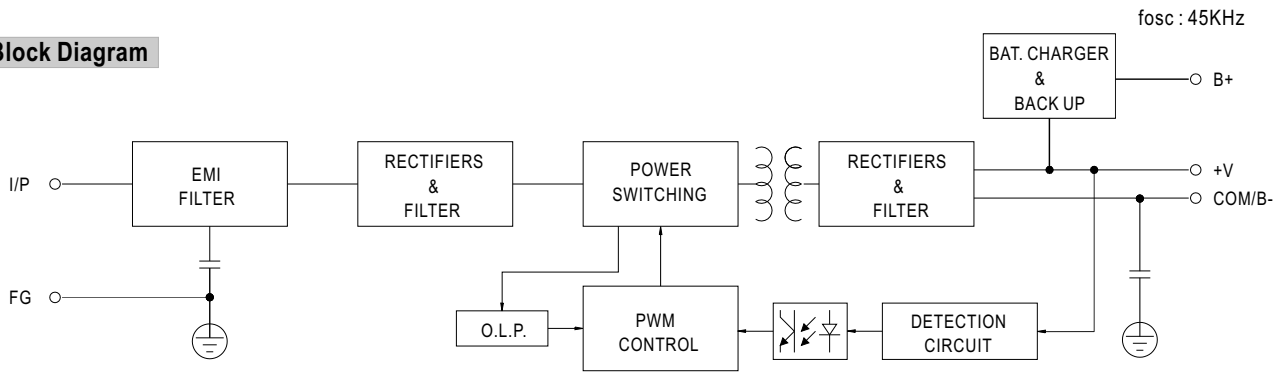 fosc : 45KHz
Block Diagram
BAT. CHARGER
&
BACK UP
B+
I/P
EMI
FILTER
RECTIFIERS
&
FILTER
POWER
SWITCHING
RECTIFIERS
&
FILTER
+V
COM/B-
FG
O.L.P.
PWM
CONTROL
DETECTION
CIRCUIT